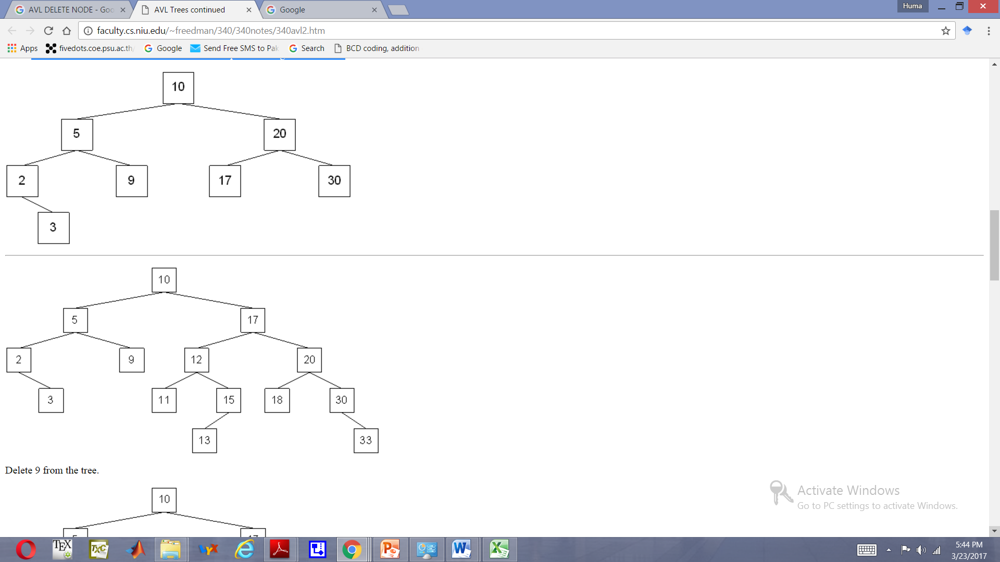 AVL DELETE NODE - Goo
AVL Trees continued
Google
Huma
faculty.cs.niu.edu/~freedman/340/340notes/340avl2.htm
Apps
fivedots.coe.psu.ac.th/
Google
Send Free SMS to Pak
Search
BCD coding, addition
10
5
20
2
9
17
30
3
10
5
17
2
9
12
20
3
11
15
18
30
13
33
Delete 9 from the tree.
10
Activate Windows
Go to PC settings to activate Windows.
5:44 PM
3/23/2017